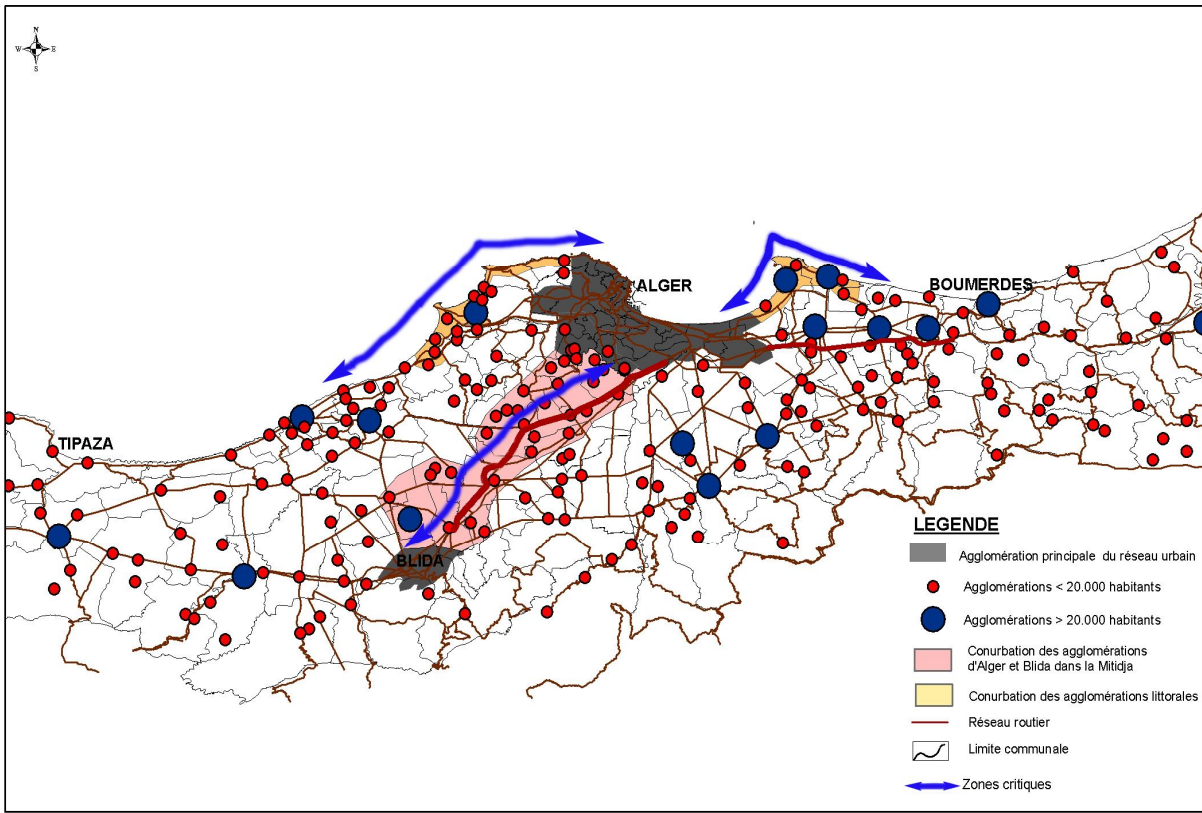 N
W E
S
ALGER
BOUMERDES
TIPAZA
BLIDA
LEGENDE
Agglomération principale du réseau urbain
Agglomérations < 20.000 habitants
Agglomérations > 20.000 habitants
Conurbation des agglomérations
d'Alger et Blida dans la Mitidja
Conurbation des agglomérations littorales
Réseau routier
Limite communale
Zones critiques